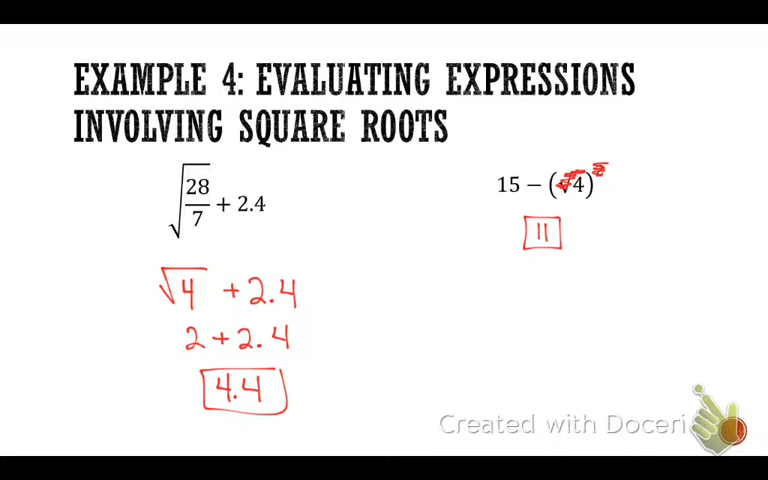 EXAMPLE 4: EVALUATING EXPRESSIONS
INVOLVING SQUARE ROOTS
√(28/7) + 2.4
√4 + 2.4
2 + 2.4
4.4
15 − (√4)²
11
Created with Doceri